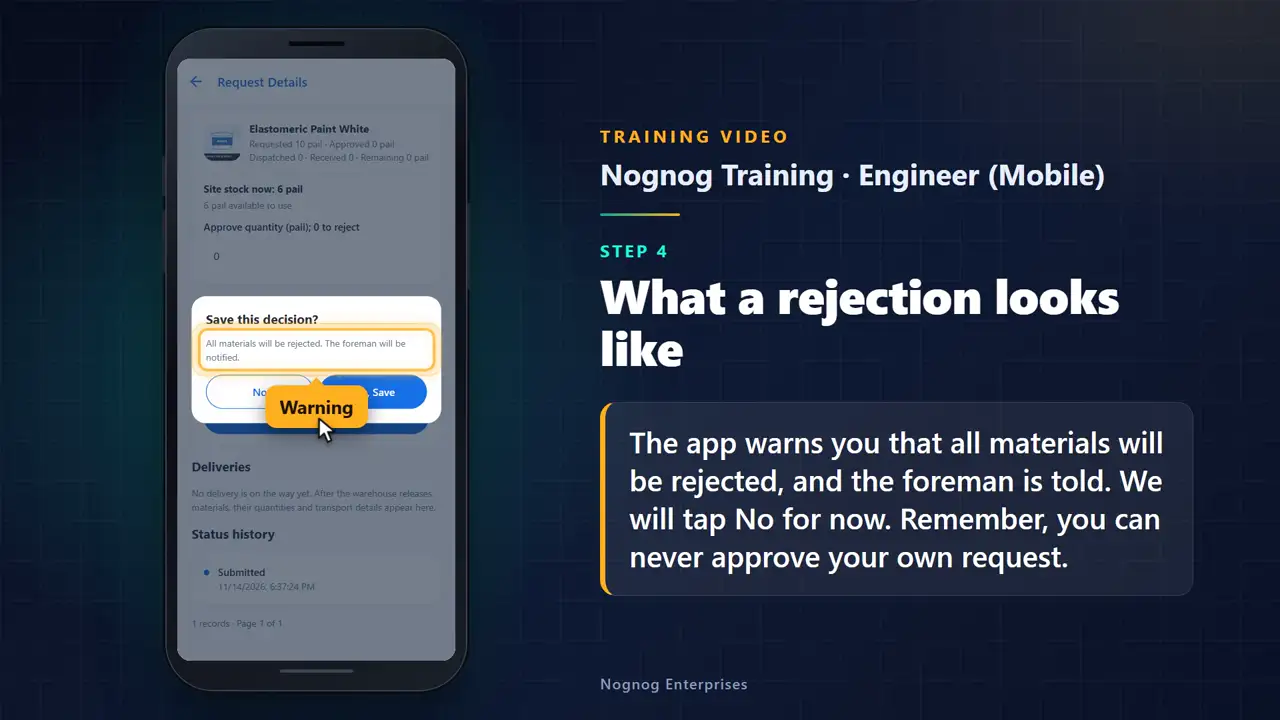 Request Details
Elastomeric Paint White
Requested 10 pail · Approved 0 pail
Dispatched 0 · Received 0 · Remaining 0 pail
Site stock now: 6 pail
6 pail available to use
Approve quantity (pail); 0 to reject
0
Save this decision?
All materials will be rejected. The foreman will be
notified.
No
Save
Warning
Deliveries
No delivery is on the way yet. After the warehouse releases
materials, their quantities and transport details appear here.
Status history
Submitted
11/14/2026, 6:37:24 PM
1 records · Page 1 of 1
TRAINING VIDEO
Nognog Training · Engineer (Mobile)
STEP 4
What a rejection looks
like
The app warns you that all materials will
be rejected, and the foreman is told. We
will tap No for now. Remember, you can
never approve your own request.
Nognog Enterprises